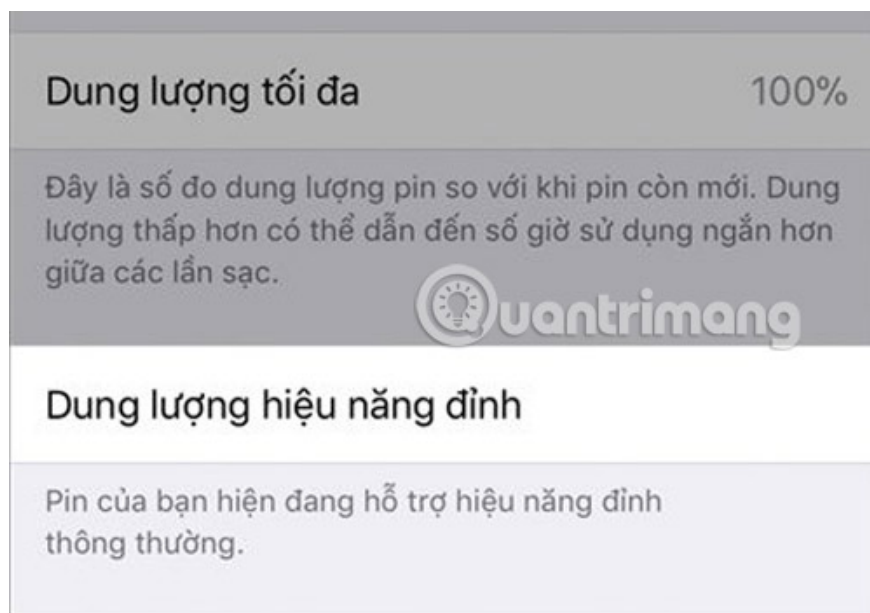 Dung lượng tối đa 100%
Đây là số đo dung lượng pin so với khi pin còn mới. Dung
lượng thấp hơn có thể dẫn đến số giờ sử dụng ngắn hơn
giữa các lần sạc.
Quantrimang
Dung lượng hiệu năng đỉnh
Pin của bạn hiện đang hỗ trợ hiệu năng đỉnh
thông thường.